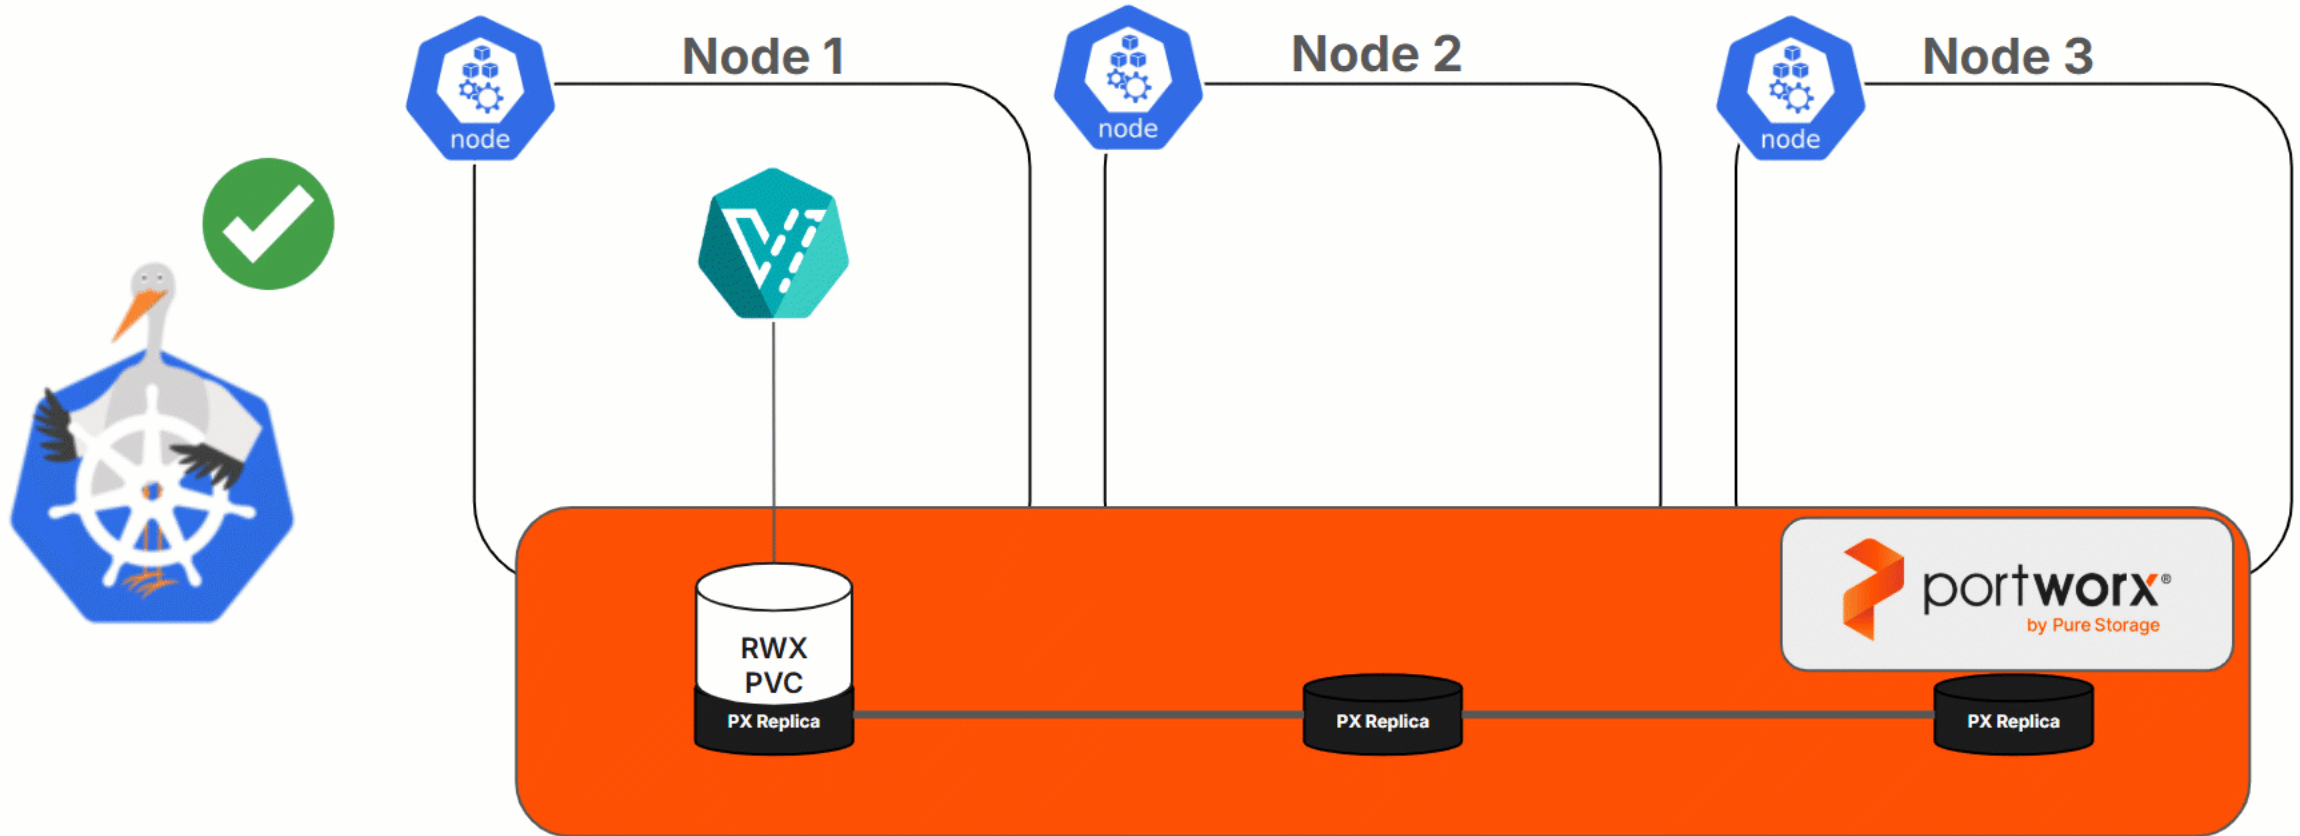 Node 1
Node 2
Node 3
node
node
node
portworx®
by Pure Storage
RWX
PVC
PX Replica
PX Replica
PX Replica